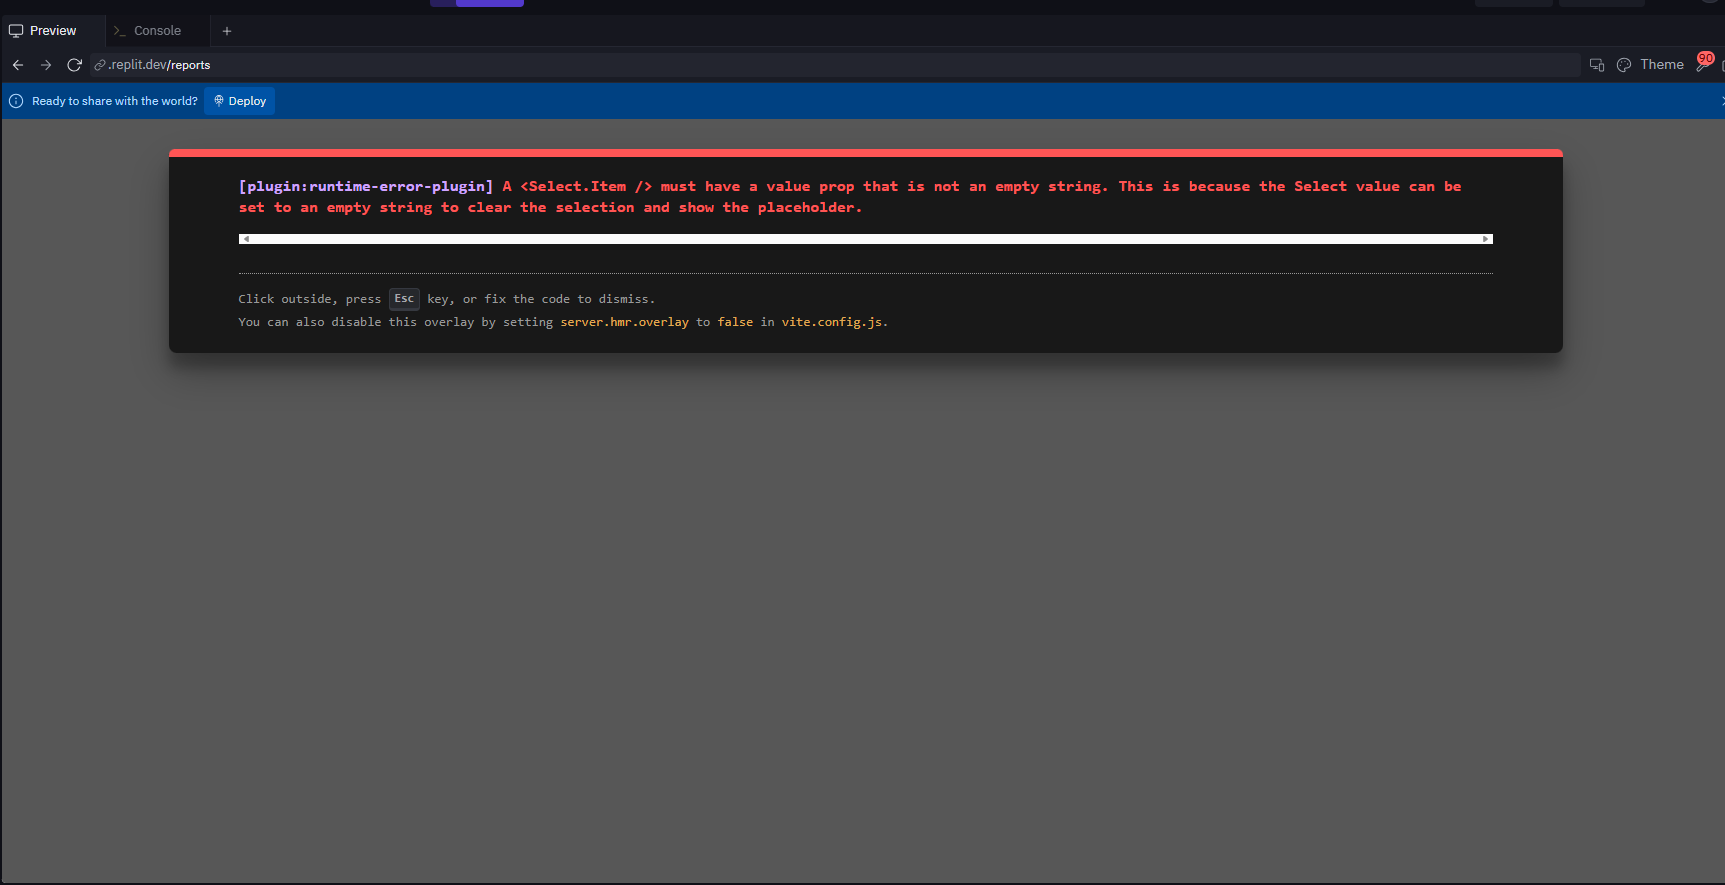 Preview
Console
.replit.dev/reports
Theme
90
Ready to share with the world?
Deploy
[plugin:runtime-error-plugin] A <Select.Item /> must have a value prop that is not an empty string. This is because the Select value can be
set to an empty string to clear the selection and show the placeholder.
Click outside, press Esc key, or fix the code to dismiss.
You can also disable this overlay by setting server.hmr.overlay to false in vite.config.js.